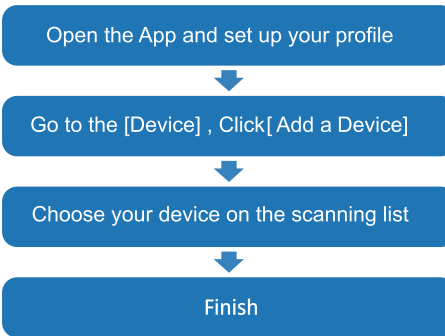 Open the App and set up your profile
Go to the [Device] , Click[ Add a Device]
Choose your device on the scanning list
Finish